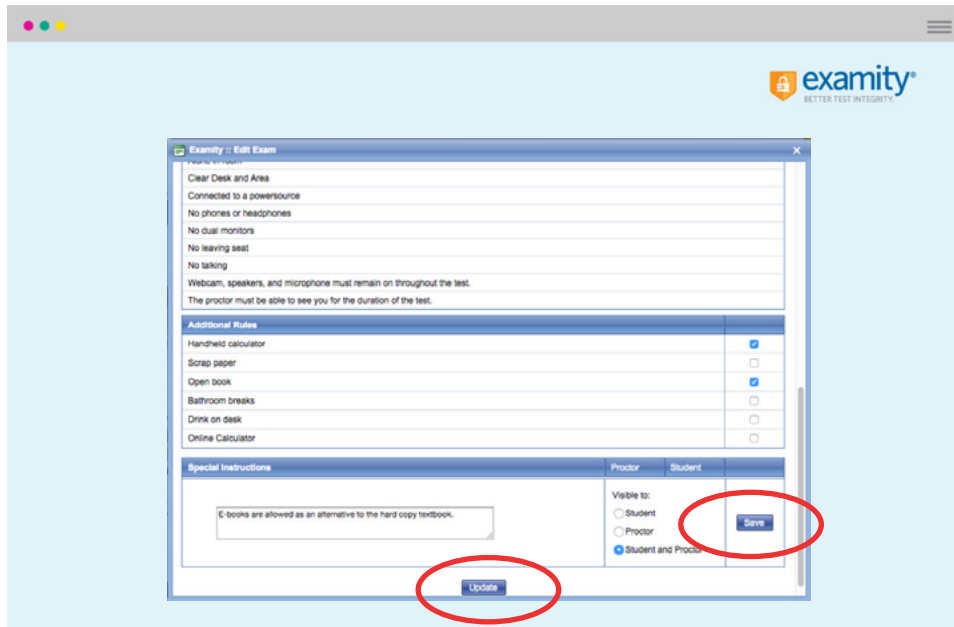 examity®
BETTER TEST INTEGRITY.
Examity :: Edit Exam
Clear Desk and Area
Connected to a powersource
No phones or headphones
No dual monitors
No leaving seat
No talking
Webcam, speakers, and microphone must remain on throughout the test.
The proctor must be able to see you for the duration of the test.
Additional Rules
Handheld calculator
Scrap paper
Open book
Bathroom breaks
Drink on desk
Online Calculator
Special Instructions Proctor Student
Visible to:
E-books are allowed as an alternative to the hard copy textbook.
Student
Proctor
Student and Proctor
Save
Update